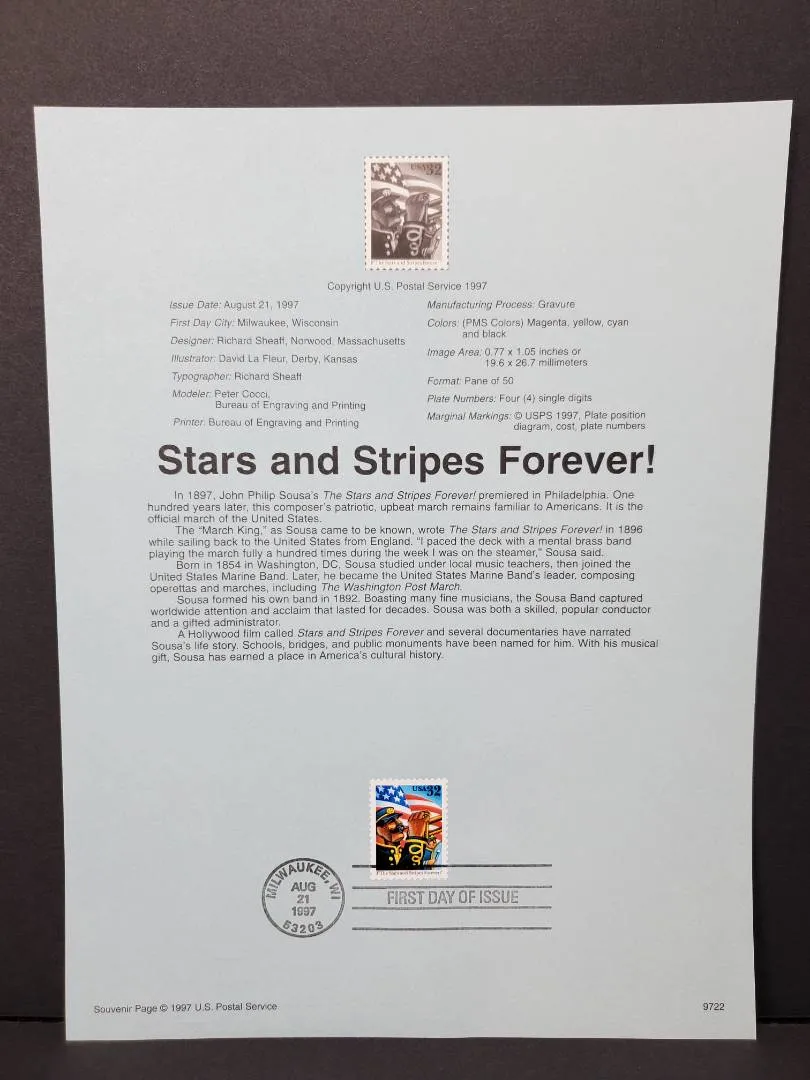 USA 32
"The Stars and Stripes Forever!"
Copyright U.S. Postal Service 1997
Issue Date: August 21, 1997
First Day City: Milwaukee, Wisconsin
Designer: Richard Sheaff, Norwood, Massachusetts
Illustrator: David La Fleur, Derby, Kansas
Typographer: Richard Sheaff
Modeler: Peter Cocci,
Bureau of Engraving and Printing
Printer: Bureau of Engraving and Printing
Manufacturing Process: Gravure
Colors: (PMS Colors) Magenta, yellow, cyan
and black
Image Area: 0.77 x 1.05 inches or
19.6 x 26.7 millimeters
Format: Pane of 50
Plate Numbers: Four (4) single digits
Marginal Markings: © USPS 1997, Plate position
diagram, cost, plate numbers
Stars and Stripes Forever!
In 1897, John Philip Sousa's The Stars and Stripes Forever! premiered in Philadelphia. One
hundred years later, this composer's patriotic, upbeat march remains familiar to Americans. It is the
official march of the United States.
The "March King," as Sousa came to be known, wrote The Stars and Stripes Forever! in 1896
while sailing back to the United States from England. "I paced the deck with a mental brass band
playing the march fully a hundred times during the week I was on the steamer," Sousa said.
Born in 1854 in Washington, DC, Sousa studied under local music teachers, then joined the
United States Marine Band. Later, he became the United States Marine Band's leader, composing
operettas and marches, including The Washington Post March.
Sousa formed his own band in 1892. Boasting many fine musicians, the Sousa Band captured
worldwide attention and acclaim that lasted for decades. Sousa was both a skilled, popular conductor
and a gifted administrator.
A Hollywood film called Stars and Stripes Forever and several documentaries have narrated
Sousa's life story. Schools, bridges, and public monuments have been named for him. With his musical
gift, Sousa has earned a place in America's cultural history.
USA 32
"The Stars and Stripes Forever!"
MILWAUKEE, WI
AUG
21
1997
53203
FIRST DAY OF ISSUE
Souvenir Page © 1997 U.S. Postal Service
9722